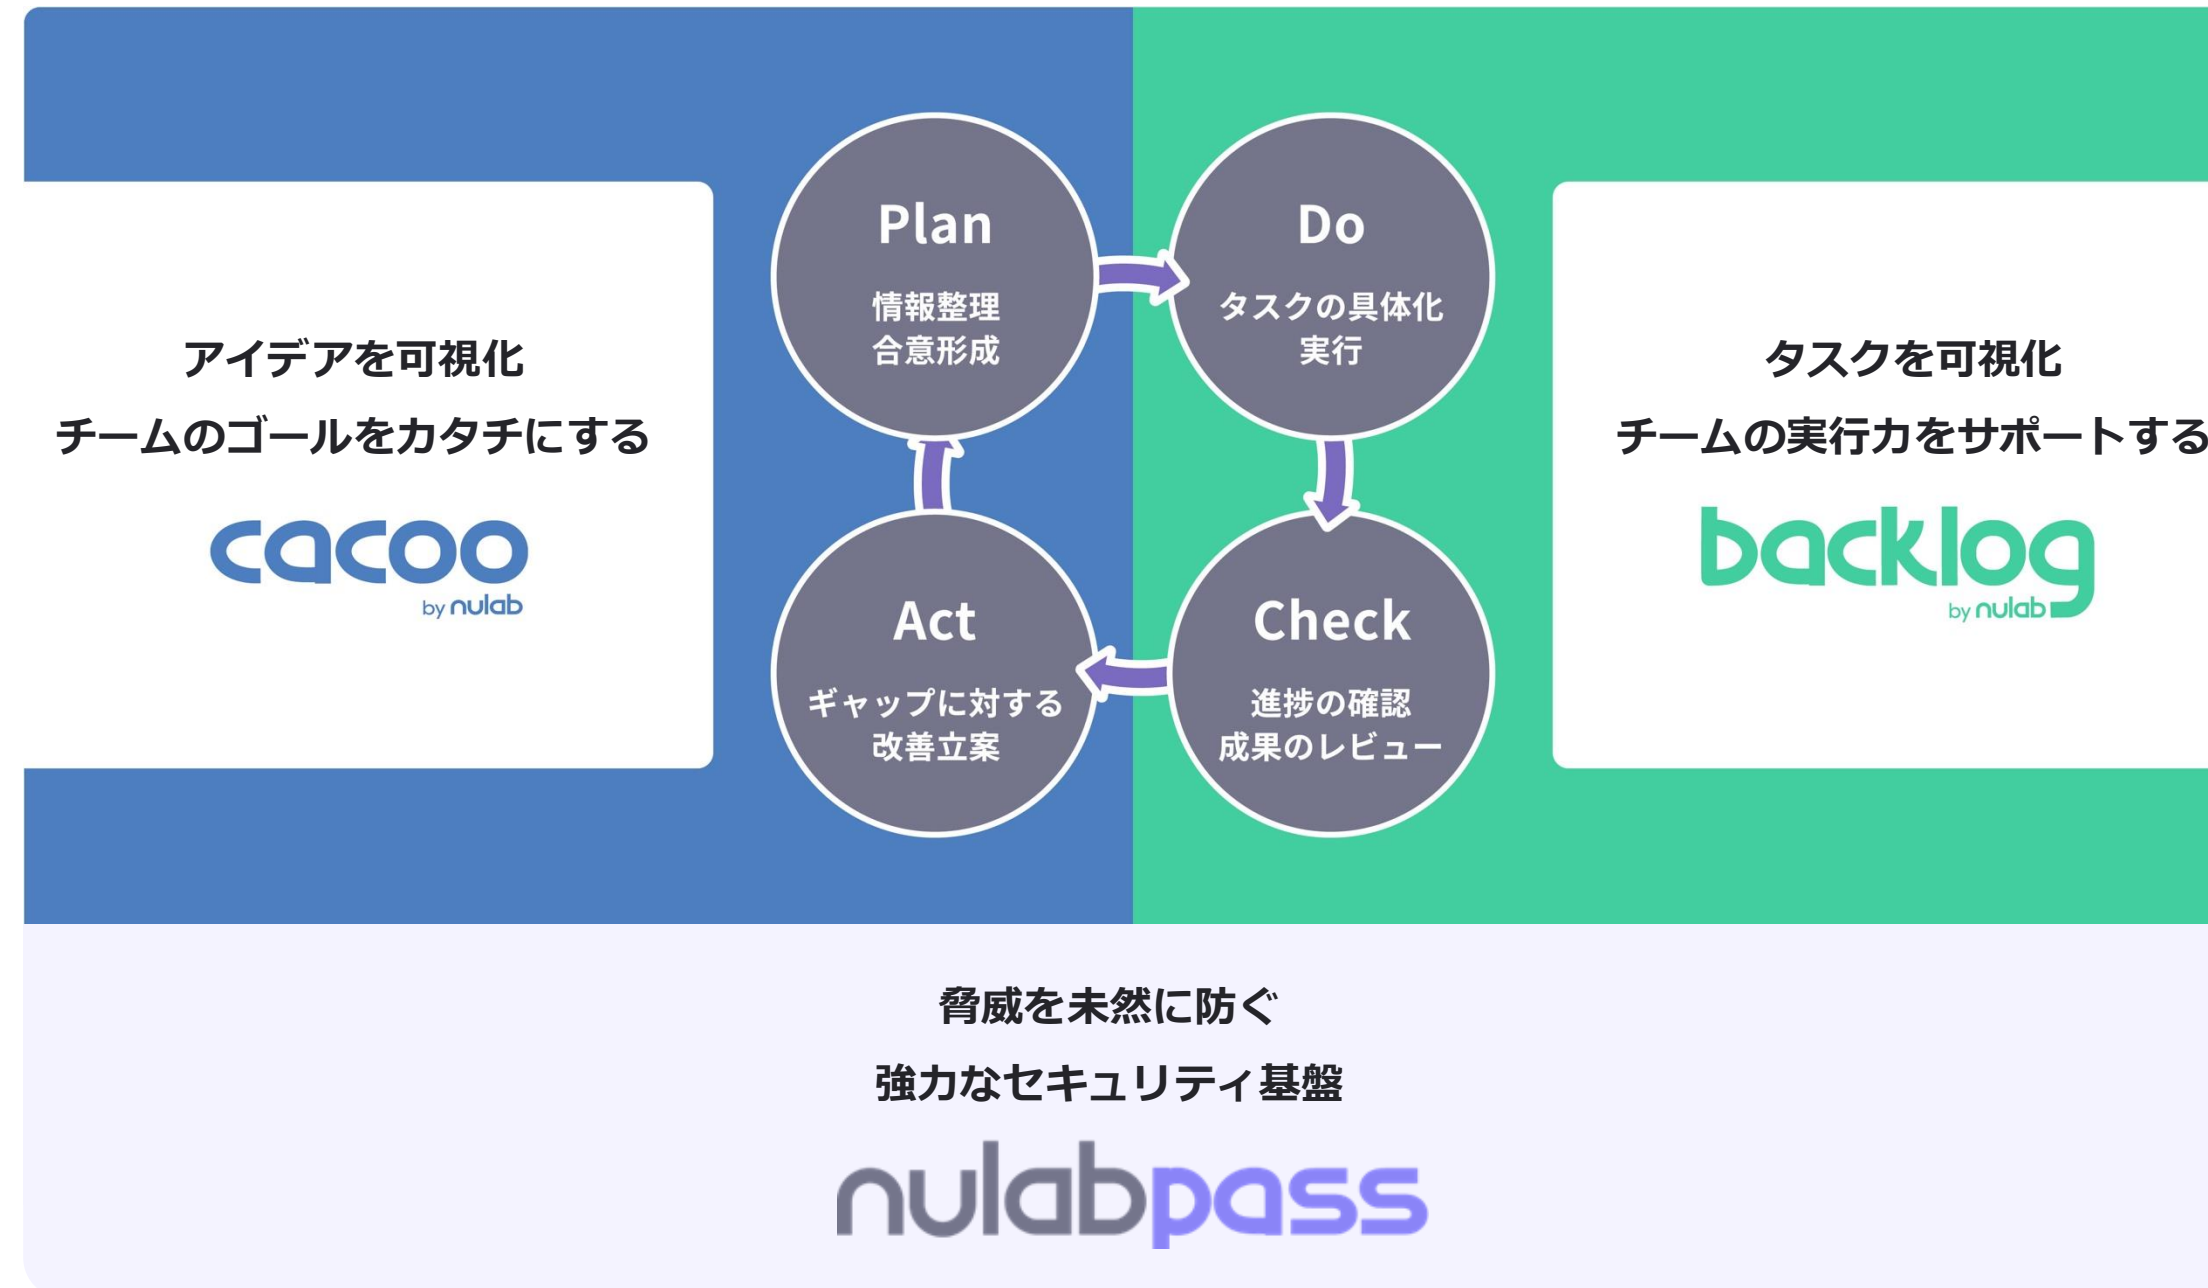 アイデアを可視化
チームのゴールをカタチにする
cacoo
by nulab
Plan
情報整理
合意形成
Do
タスクの具体化
実行
Act
ギャップに対する
改善立案
Check
進捗の確認
成果のレビュー
タスクを可視化
チームの実行力をサポートする
backlog
by nulab
脅威を未然に防ぐ
強力なセキュリティ基盤
nulabpass